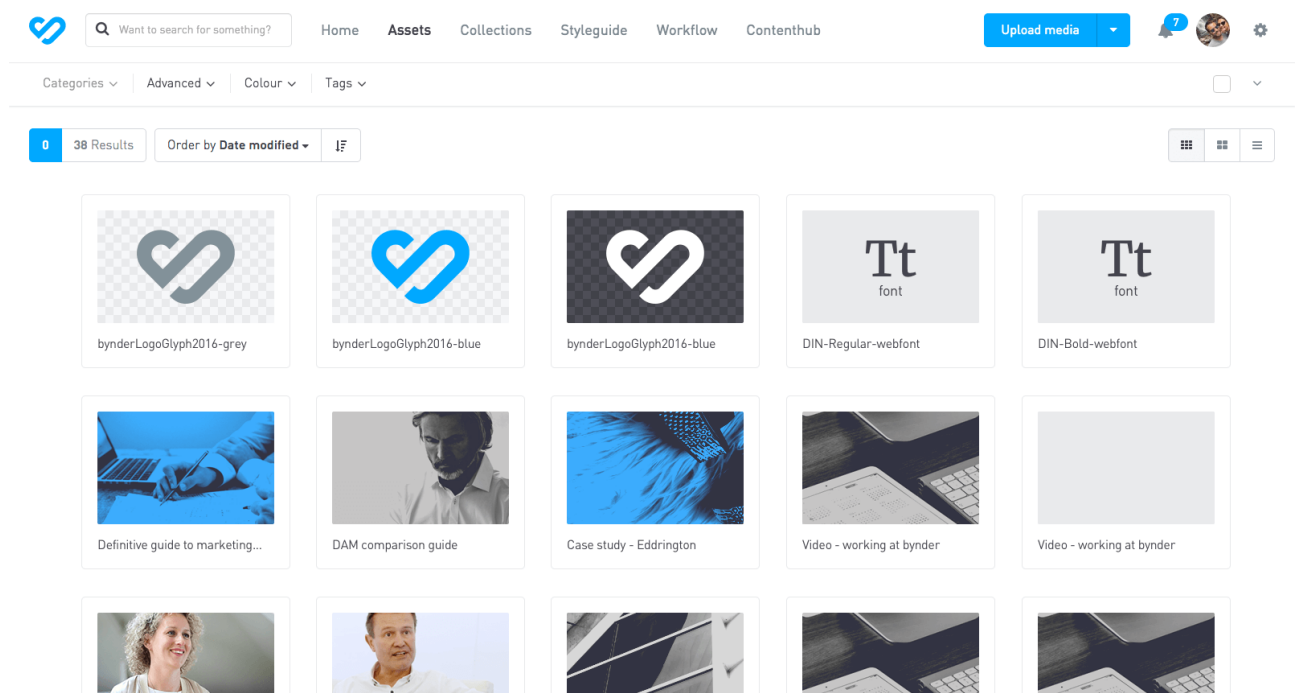 Want to search for something?
Home
Assets
Collections
Styleguide
Workflow
Contenthub
Upload media
7
Categories
Advanced
Colour
Tags
0
38 Results
Order by Date modified
bynderLogoGlyph2016-grey
bynderLogoGlyph2016-blue
bynderLogoGlyph2016-blue
Tt
font
DIN-Regular-webfont
Tt
font
DIN-Bold-webfont
Definitive guide to marketing...
DAM comparison guide
Case study - Eddrington
Video - working at bynder
Video - working at bynder